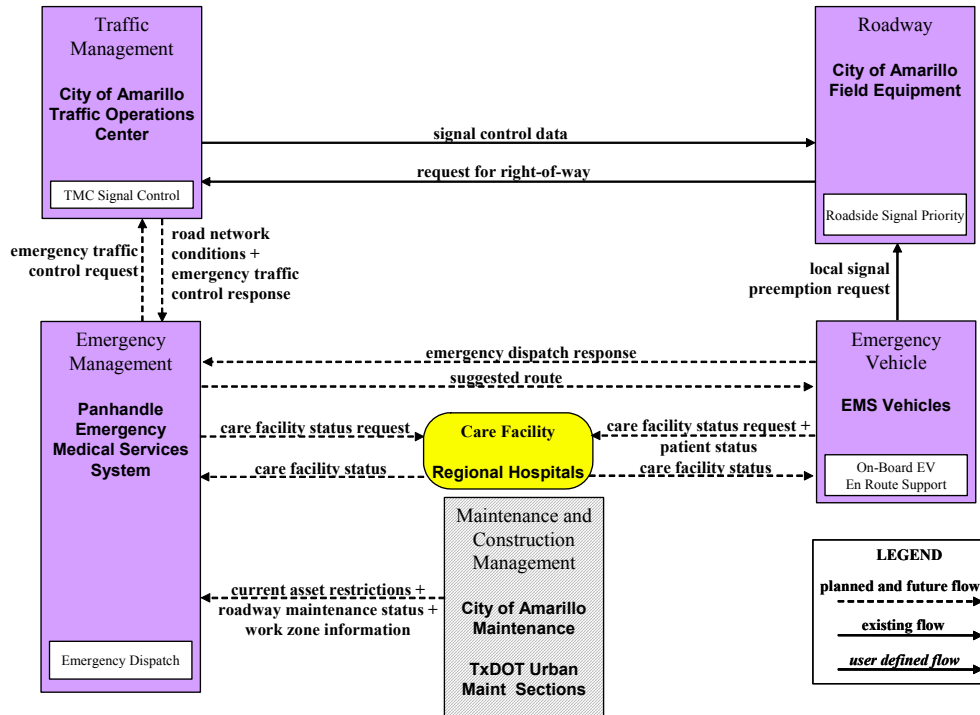 Traffic
Management
City of Amarillo
Traffic Operations
Center
TMC Signal Control
Roadway
City of Amarillo
Field Equipment
Roadside Signal Priority
signal control data
request for right-of-way
emergency traffic
control request
road network
conditions +
emergency traffic
control response
local signal
preemption request
Emergency
Management
Panhandle
Emergency
Medical Services
System
Emergency Dispatch
emergency dispatch response
suggested route
care facility status request
care facility status
Care Facility
Regional Hospitals
care facility status request +
patient status
care facility status
Emergency
Vehicle
EMS Vehicles
On-Board EV
En Route Support
Maintenance and
Construction
Management
City of Amarillo
Maintenance
TxDOT Urban
Maint Sections
current asset restrictions +
roadway maintenance status +
work zone information
LEGEND
planned and future flow
existing flow
user defined flow